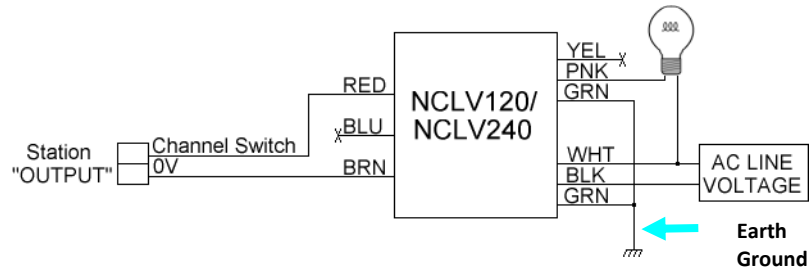 YEL
PNK
GRN
RED
NCLV120/
NCLV240
BLU
Station
"OUTPUT"
Channel Switch
0V
BRN
WHT
BLK
GRN
AC LINE
VOLTAGE
Earth
Ground